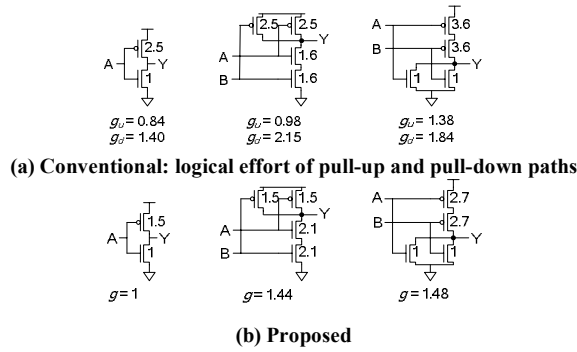 2.5
A
Y
1
g_u = 0.84
g_d = 1.40
2.5 2.5
Y
A
1.6
B
1.6
g_u = 0.98
g_d = 2.15
A
3.6
B
3.6
Y
1 1
g_u = 1.38
g_d = 1.84
(a) Conventional: logical effort of pull-up and pull-down paths
1.5
A
Y
1
g = 1
1.5 1.5
Y
A
2.1
B
2.1
g = 1.44
A
2.7
B
2.7
Y
1 1
g = 1.48
(b) Proposed